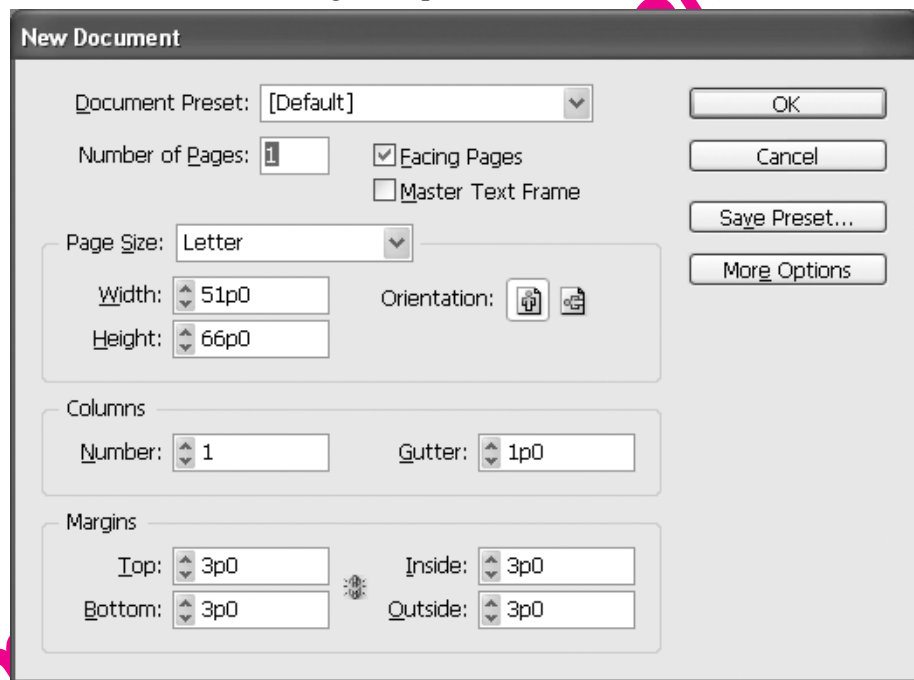 New Document
Document Preset: [Default] OK
Number of Pages: 1 Facing Pages Cancel
Master Text Frame
Save Preset...
Page Size: Letter
More Options
Width: 51p0 Orientation:
Height: 66p0
Columns
Number: 1 Gutter: 1p0
Margins
Top: 3p0 Inside: 3p0
Bottom: 3p0 Outside: 3p0